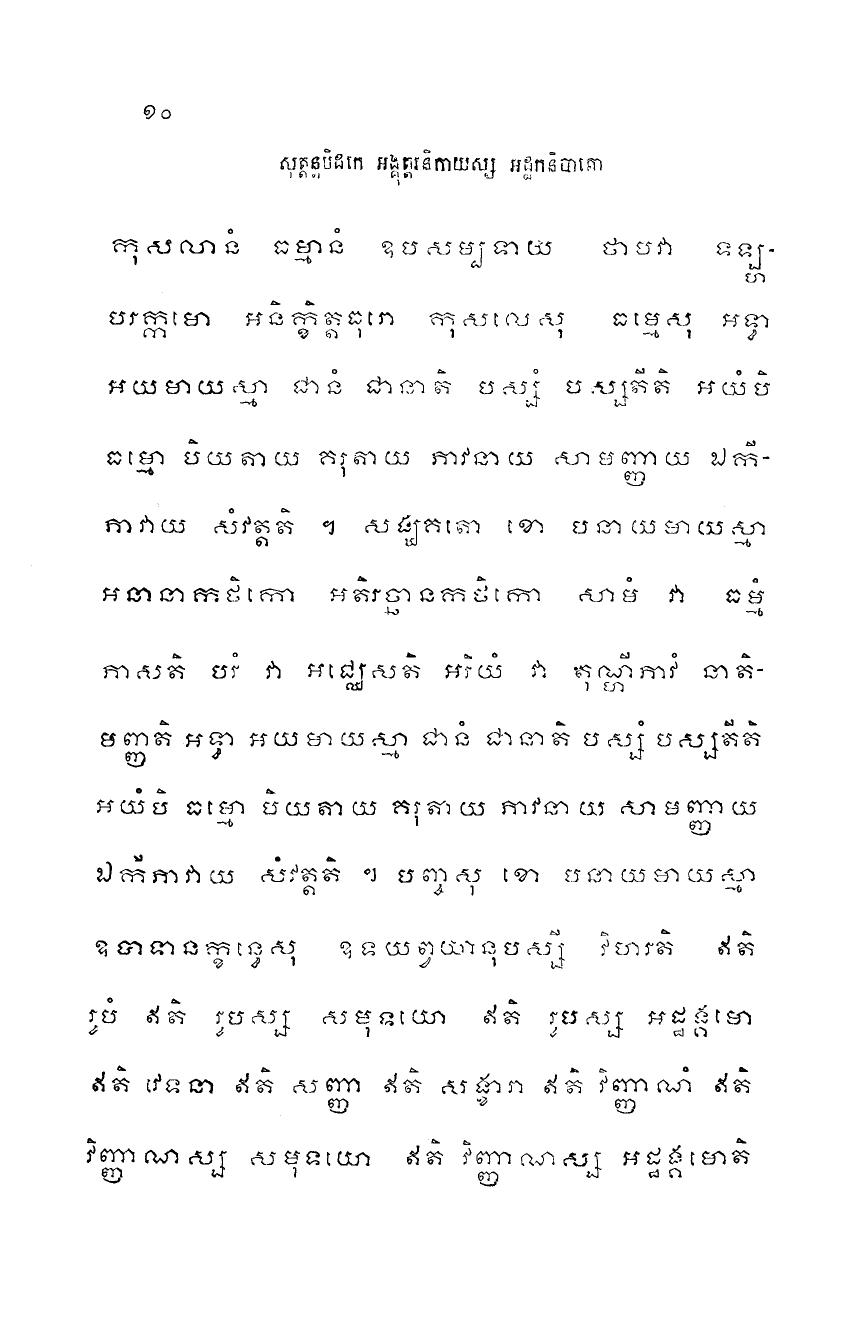 ១០
សុត្តន្តបិដកេ អង្គុត្តរនិកាយស្ស អដ្ឋកនិបាតោ
កុសលានំ ធម្មានំ ឧបសម្បទាយ ថាមវា ទឡ្ហ-
បរក្កមោ អនិក្ខិត្តធុរោ កុសលេសុ ធម្មេសុ អទ្ធា
អយមាយស្មា ជានំ ជានាតិ បស្សំ បស្សតីតិ អយំបិ
ធម្មោ បិយតាយ គរុតាយ ភាវនាយ សាមញ្ញាយ ឯកី-
ភាវាយ សំវត្តតិ ។ សង្ឃគតោ ខោ បនាយមាយស្មា
អនានាកថិកោ អតិរច្ឆានកថិកោ សាមំ វា ធម្មំ
ភាសតិ បរំ វា អជ្ឈេសតិ អរិយំ វា តុណ្ហីភាវំ នាតិ-
មញ្ញតិ អទ្ធា អយមាយស្មា ជានំ ជានាតិ បស្សំ បស្សតីតិ
អយំបិ ធម្មោ បិយតាយ គរុតាយ ភាវនាយ សាមញ្ញាយ
ឯកីភាវាយ សំវត្តតិ ។ បញ្ចសុ ខោ បនាយមាយស្មា
ឧបាទានក្ខន្ធេសុ ឧទយព្វយានុបស្សី វិហរតិ ឥតិ
រូបំ ឥតិ រូបស្ស សមុទយោ ឥតិ រូបស្ស អដ្ឋង្គមោ
ឥតិ វេទនា ឥតិ សញ្ញា ឥតិ សង្ខារា ឥតិ វិញ្ញាណំ ឥតិ
វិញ្ញាណស្ស សមុទយោ ឥតិ វិញ្ញាណស្ស អដ្ឋង្គមោតិ